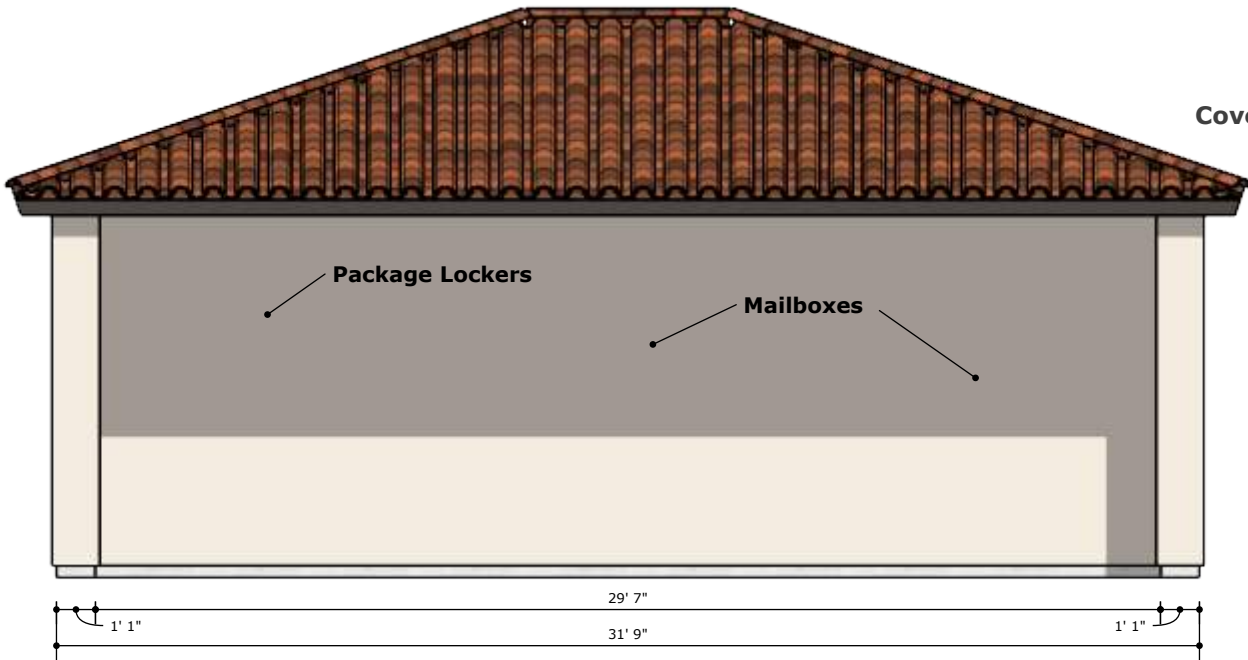 Cove
Package Lockers
Mailboxes
29' 7"
1' 1"
1' 1"
31' 9"